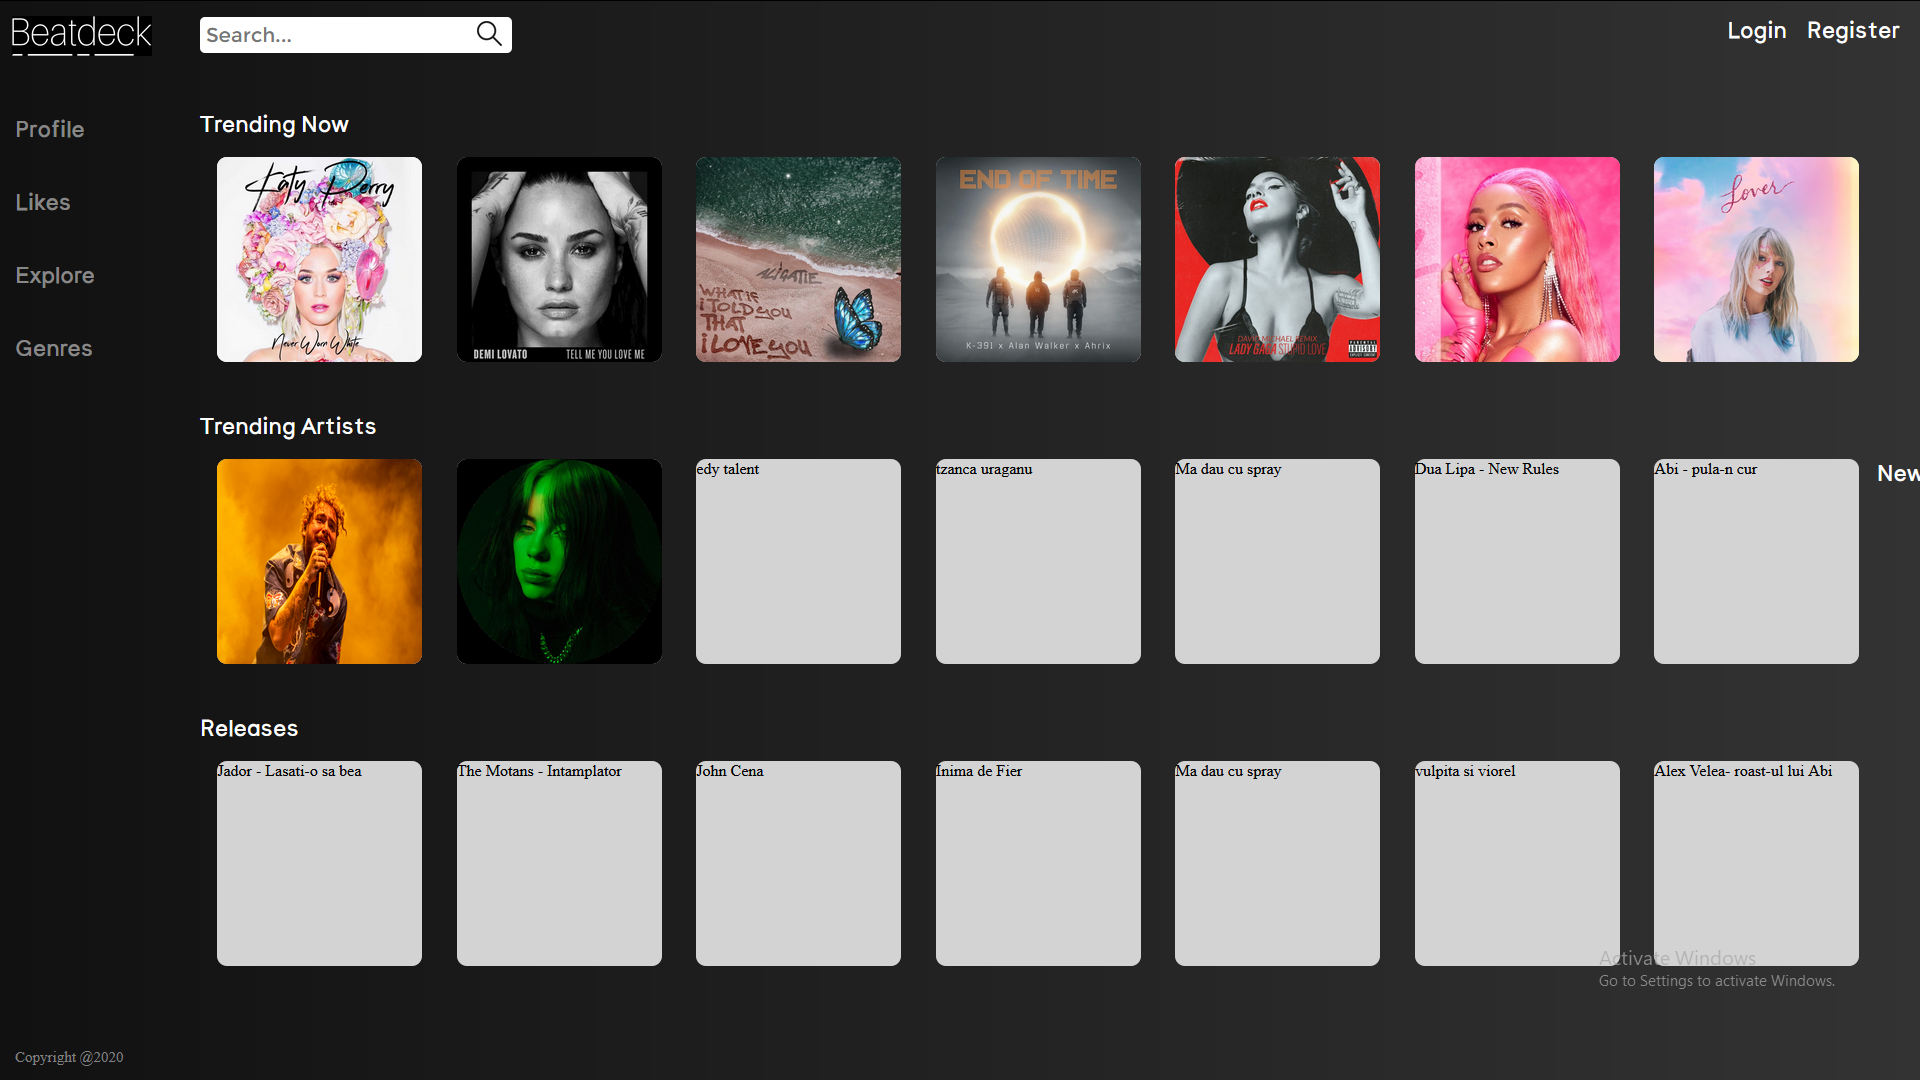 Beatdeck
Search...
Login
Register
Profile
Likes
Explore
Genres
Trending Now
Katy Perry
Never Worn White
DEMI LOVATO
TELL ME YOU LOVE ME
ALIGATIE
WHAT IF
i TOLD yOU
THAT
i LOVE yOU
END OF TIME
K-391 x Alan Walker x Ahrix
DAVID MICHAEL REMIX
LADY GAGA STUPID LOVE
PARENTAL
ADVISORY
EXPLICIT CONTENT
Lover
Trending Artists
edy talent
tzanca uraganu
Ma dau cu spray
Dua Lipa - New Rules
Abi - pula-n cur
New
Releases
Jador - Lasati-o sa bea
The Motans - Intamplator
John Cena
Inima de Fier
Ma dau cu spray
vulpita si viorel
Alex Velea- roast-ul lui Abi
Activate Windows
Go to Settings to activate Windows.
Copyright @2020